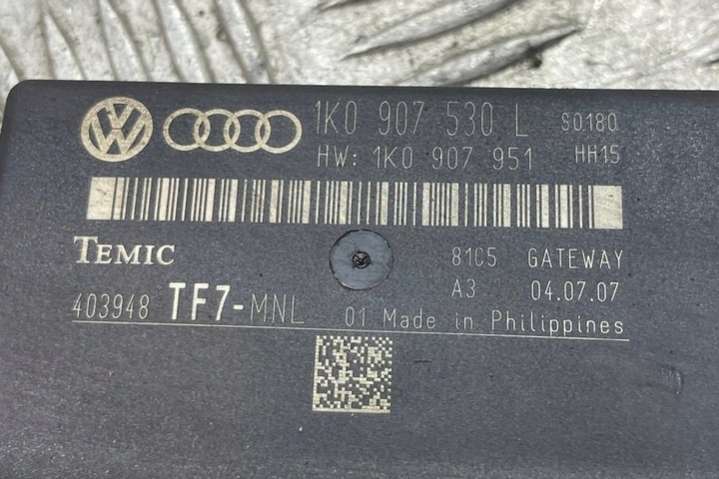 1K0 907 530 L S0180
HW: 1K0 907 951 HH15
TEMIC 81C5 GATEWAY
A3 04.07.07
403948 TF7-MNL 01 Made in Philippines